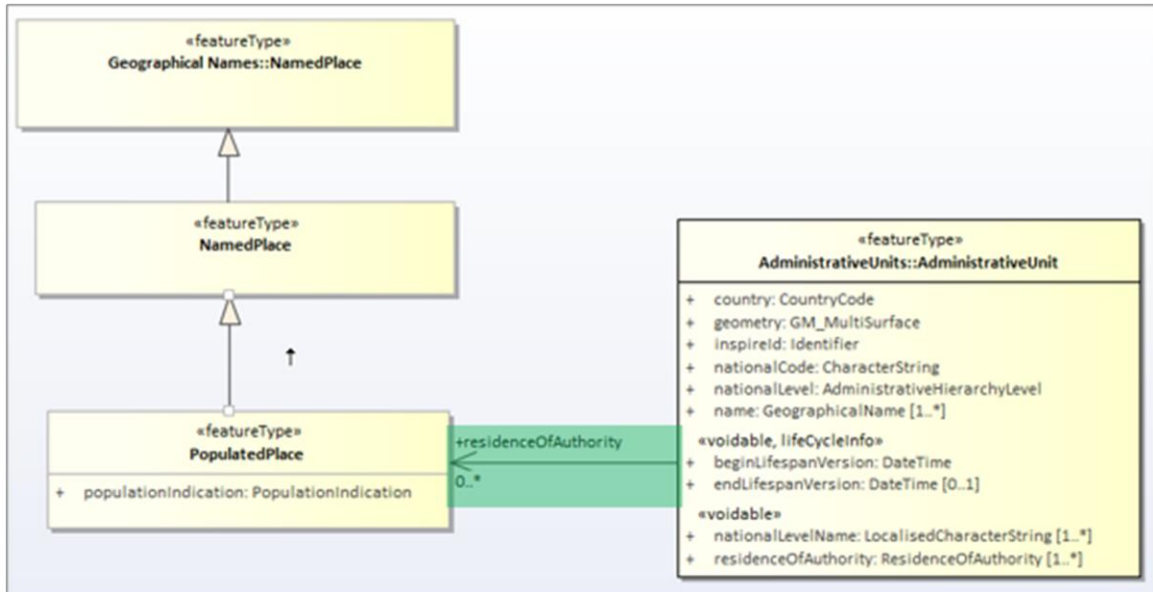 «featureType»
Geographical Names::NamedPlace
«featureType»
NamedPlace
«featureType»
PopulatedPlace
+ populationIndication: PopulationIndication
+residenceOfAuthority
0..*
«featureType»
AdministrativeUnits::AdministrativeUnit
+ country: CountryCode
+ geometry: GM_MultiSurface
+ inspireId: Identifier
+ nationalCode: CharacterString
+ nationalLevel: AdministrativeHierarchyLevel
+ name: GeographicalName [1..*]
«voidable, lifeCycleInfo»
+ beginLifespanVersion: DateTime
+ endLifespanVersion: DateTime [0..1]
«voidable»
+ nationalLevelName: LocalisedCharacterString [1..*]
+ residenceOfAuthority: ResidenceOfAuthority [1..*]